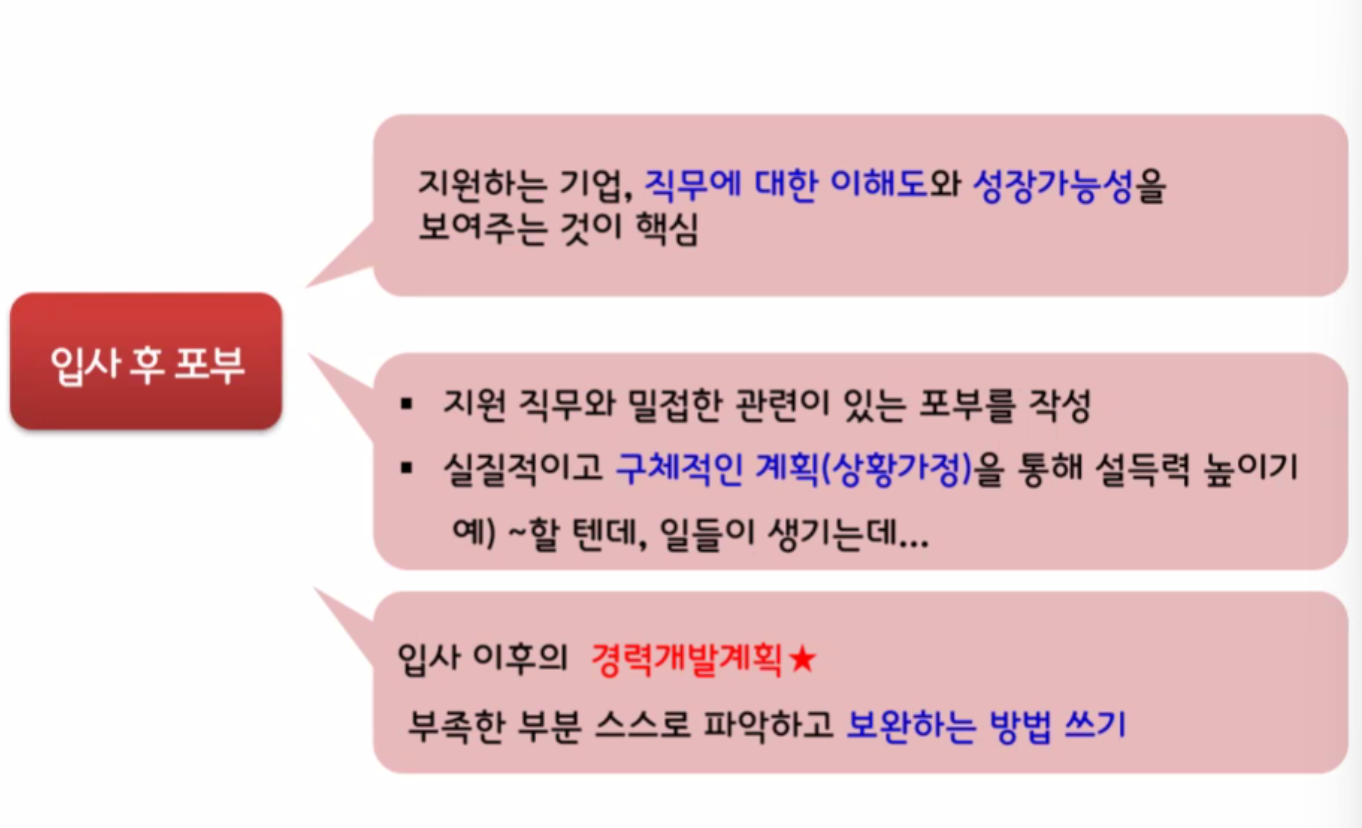 입사 후 포부
지원하는 기업, 직무에 대한 이해도와 성장가능성을
보여주는 것이 핵심
▪ 지원 직무와 밀접한 관련이 있는 포부를 작성
▪ 실질적이고 구체적인 계획(상황가정)을 통해 설득력 높이기
예) ~할 텐데, 일들이 생기는데...
입사 이후의 경력개발계획★
부족한 부분 스스로 파악하고 보완하는 방법 쓰기